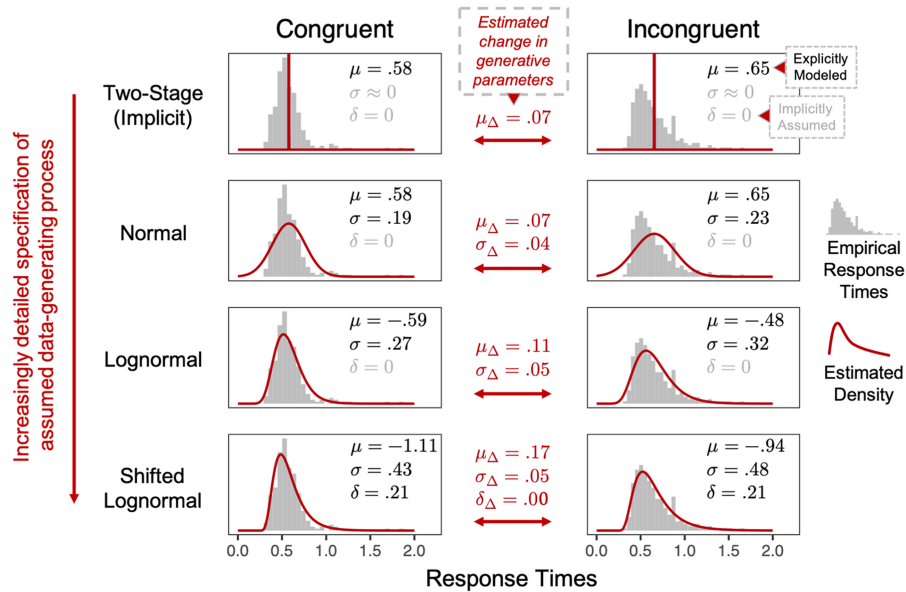 Congruent
Estimated
change in
generative
parameters
Incongruent
Increasingly detailed specification of
assumed data-generating process
Two-Stage
(Implicit)
μ = .58
σ ≈ 0
δ = 0
μ_Δ = .07
μ = .65
σ ≈ 0
δ = 0
Explicitly
Modeled
Implicitly
Assumed
Normal
μ = .58
σ = .19
δ = 0
μ_Δ = .07
σ_Δ = .04
μ = .65
σ = .23
δ = 0
Empirical
Response
Times
Lognormal
μ = −.59
σ = .27
δ = 0
μ_Δ = .11
σ_Δ = .05
μ = −.48
σ = .32
δ = 0
Estimated
Density
Shifted
Lognormal
μ = −1.11
σ = .43
δ = .21
μ_Δ = .17
σ_Δ = .05
δ_Δ = .00
μ = −.94
σ = .48
δ = .21
0.0 0.5 1.0 1.5 2.0
0.0 0.5 1.0 1.5 2.0
Response Times